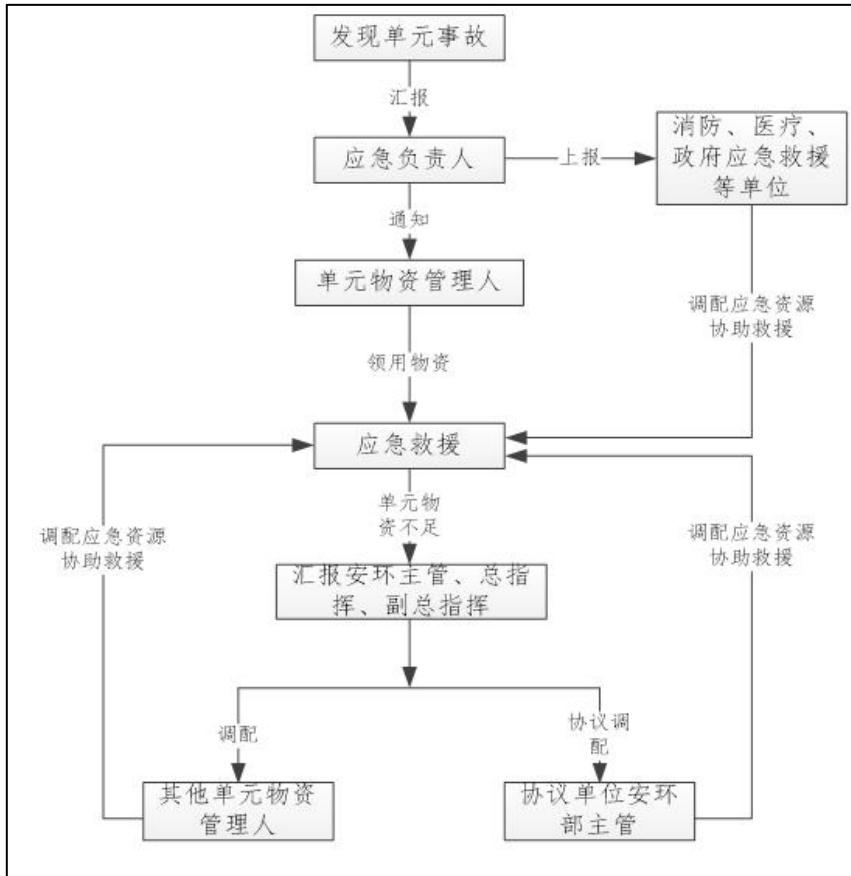 发现单元事故
汇报
应急负责人
上报
消防、医疗、
政府应急救援
等单位
通知
单元物资管理人
调配应急资源
协助救援
领用物资
应急救援
单元物
资不足
调配应急资源
协助救援
调配应急资源
协助救援
汇报安环主管、总指
挥、副总指挥
调配
协议调
配
其他单元物资
管理人
协议单位安环
部主管